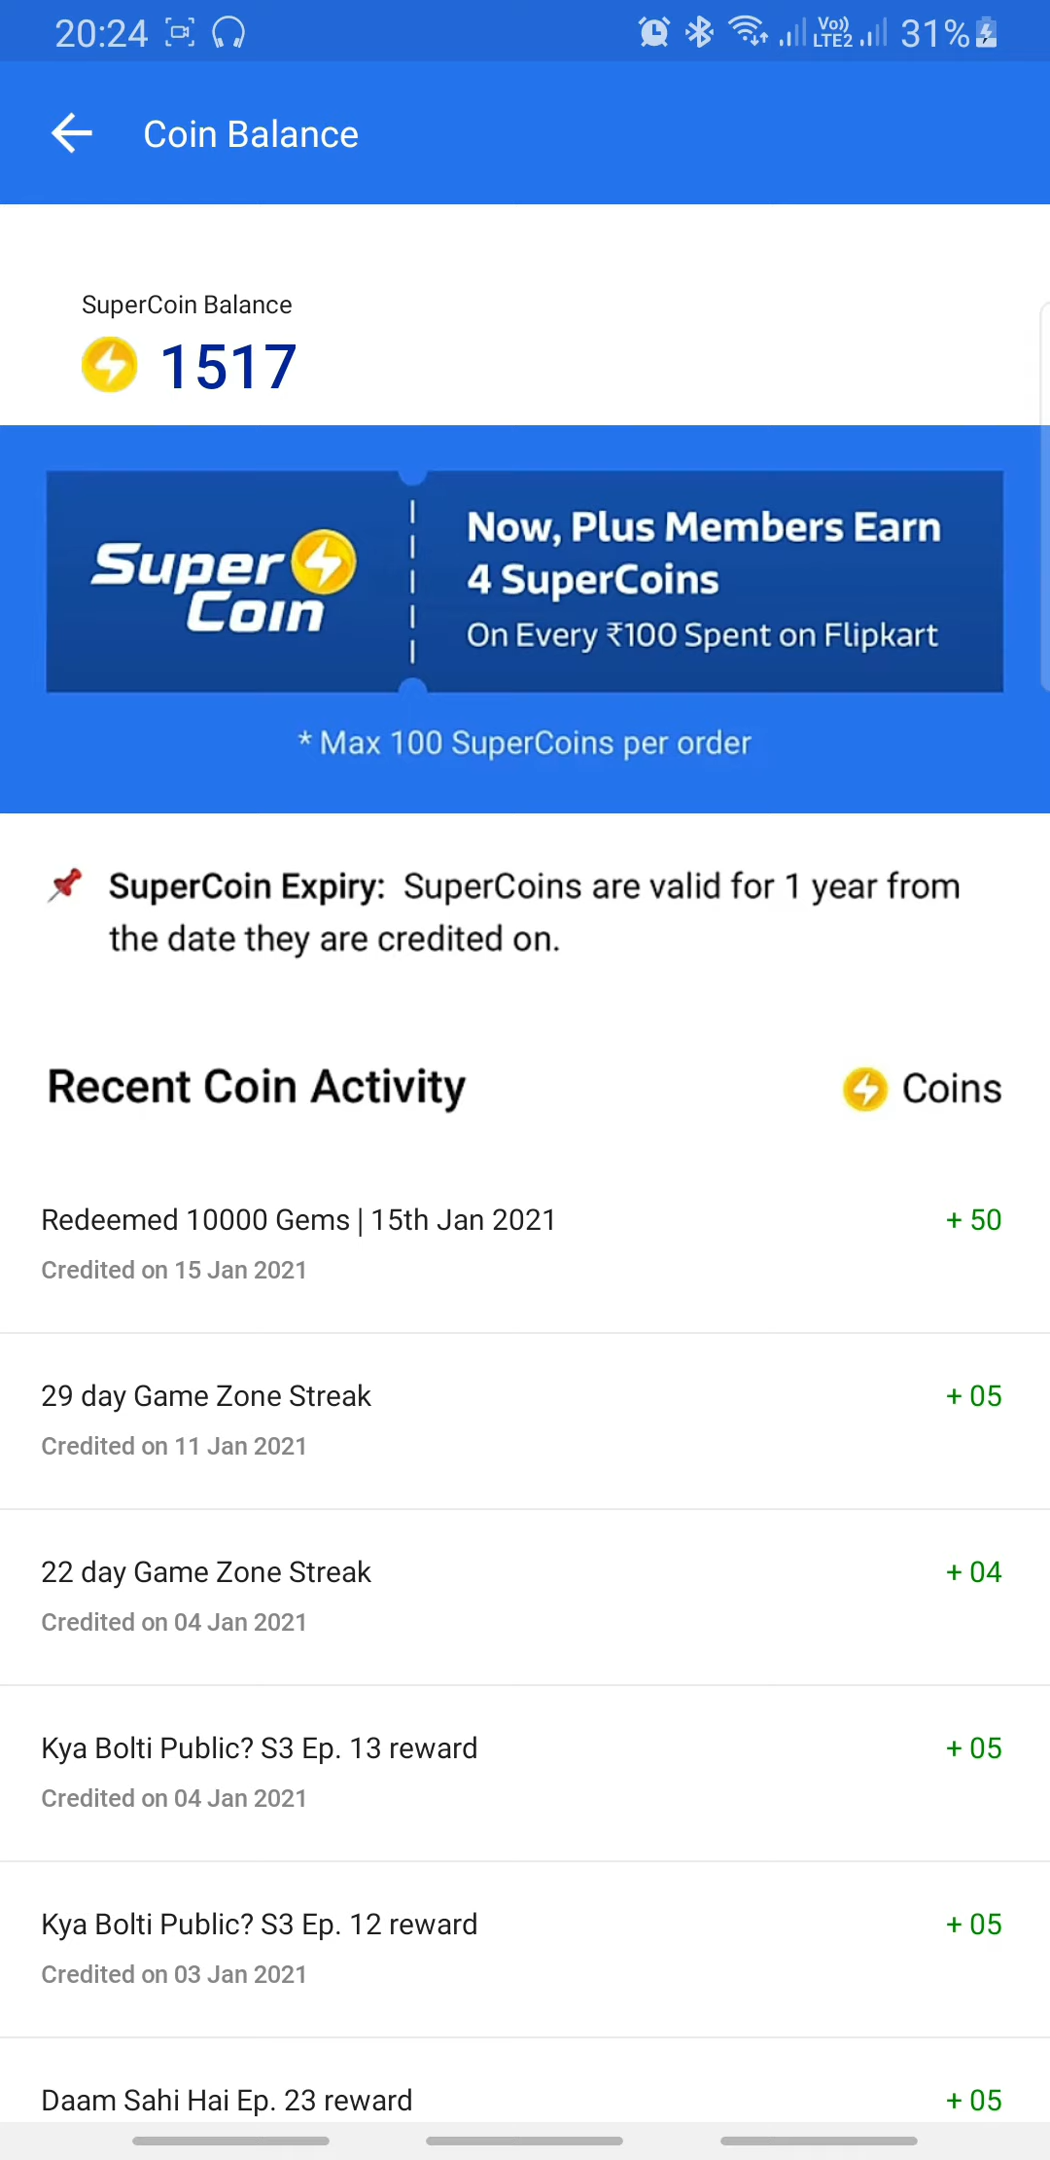 20:24 Vo)) LTE2 31%
Coin Balance
SuperCoin Balance
1517
Super Coin
Now, Plus Members Earn
4 SuperCoins
On Every ₹100 Spent on Flipkart
* Max 100 SuperCoins per order
SuperCoin Expiry: SuperCoins are valid for 1 year from
the date they are credited on.
Recent Coin Activity Coins
Redeemed 10000 Gems | 15th Jan 2021 + 50
Credited on 15 Jan 2021
29 day Game Zone Streak + 05
Credited on 11 Jan 2021
22 day Game Zone Streak + 04
Credited on 04 Jan 2021
Kya Bolti Public? S3 Ep. 13 reward + 05
Credited on 04 Jan 2021
Kya Bolti Public? S3 Ep. 12 reward + 05
Credited on 03 Jan 2021
Daam Sahi Hai Ep. 23 reward + 05